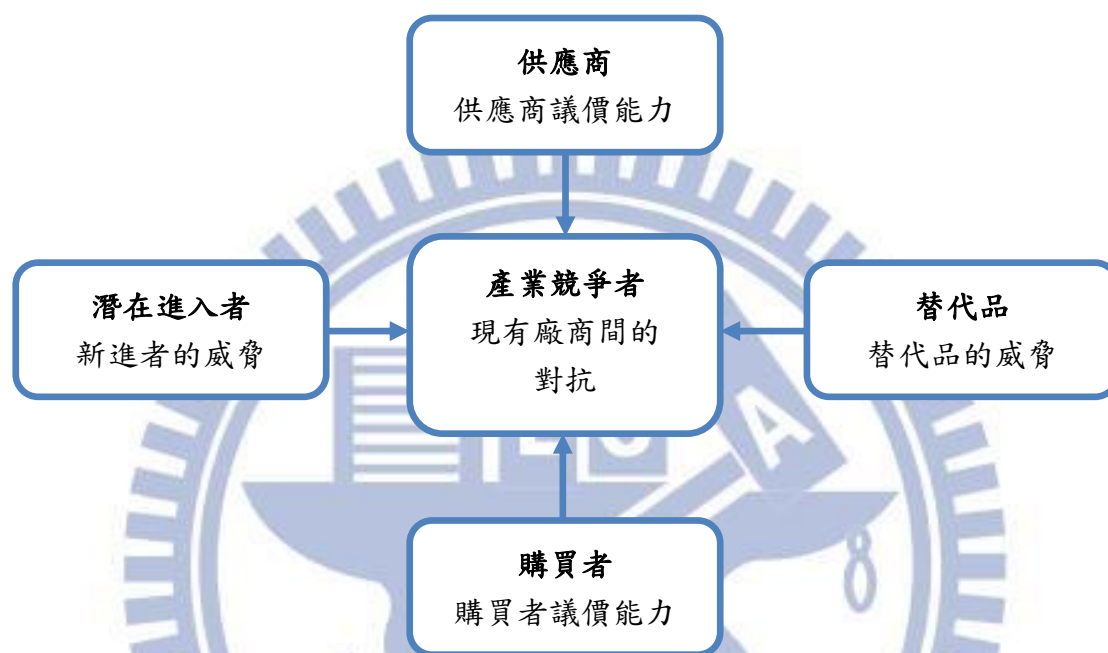 供應商
供應商議價能力
潛在進入者
新進者的威脅
產業競爭者
現有廠商間的
對抗
替代品
替代品的威脅
購買者
購買者議價能力